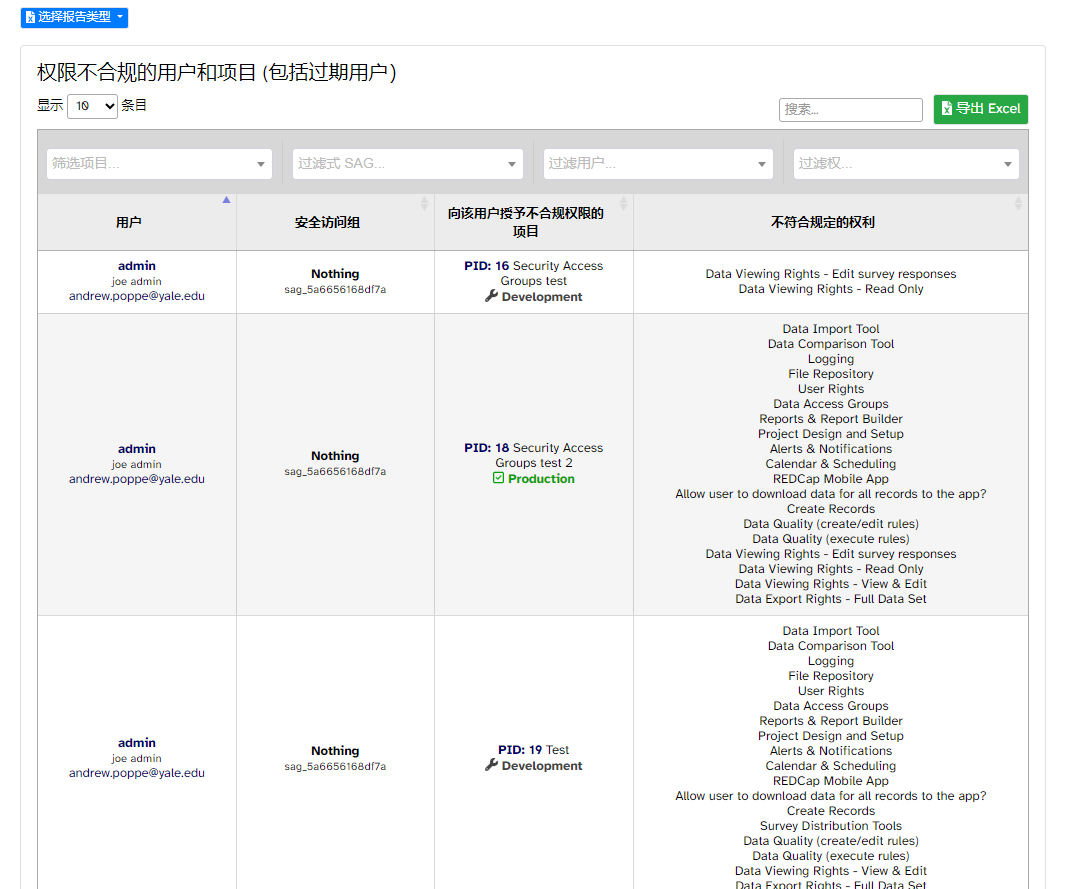 选择报告类型
权限不合规的用户和项目 (包括过期用户)
显示 10 条目
搜索...
导出 Excel
筛选项目...
过滤式 SAG...
过滤用户...
过滤权...
用户
安全访问组
向该用户授予不合规权限的
项目
不符合规定的权利
admin
joe admin
andrew.poppe@yale.edu
Nothing
sag_5a6656168df7a
PID: 16 Security Access
Groups test
Development
Data Viewing Rights - Edit survey responses
Data Viewing Rights - Read Only
admin
joe admin
andrew.poppe@yale.edu
Nothing
sag_5a6656168df7a
PID: 18 Security Access
Groups test 2
Production
Data Import Tool
Data Comparison Tool
Logging
File Repository
User Rights
Data Access Groups
Reports & Report Builder
Project Design and Setup
Alerts & Notifications
Calendar & Scheduling
REDCap Mobile App
Allow user to download data for all records to the app?
Create Records
Data Quality (create/edit rules)
Data Quality (execute rules)
Data Viewing Rights - Edit survey responses
Data Viewing Rights - Read Only
Data Viewing Rights - View & Edit
Data Export Rights - Full Data Set
admin
joe admin
andrew.poppe@yale.edu
Nothing
sag_5a6656168df7a
PID: 19 Test
Development
Data Import Tool
Data Comparison Tool
Logging
File Repository
User Rights
Data Access Groups
Reports & Report Builder
Project Design and Setup
Alerts & Notifications
Calendar & Scheduling
REDCap Mobile App
Allow user to download data for all records to the app?
Create Records
Survey Distribution Tools
Data Quality (create/edit rules)
Data Quality (execute rules)
Data Viewing Rights - View & Edit
Data Export Rights - Full Data Set